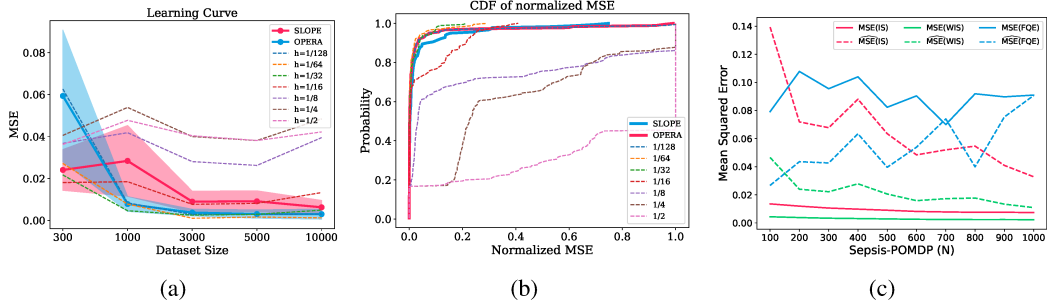 Learning Curve
MSE
0.08
0.06
0.04
0.02
0.00
300
1000
3000
5000
10000
Dataset Size
SLOPE
OPERA
h=1/128
h=1/64
h=1/32
h=1/16
h=1/8
h=1/4
h=1/2
(a)
CDF of normalized MSE
Probability
1.0
0.8
0.6
0.4
0.2
0.0
0.0
0.2
0.4
0.6
0.8
1.0
Normalized MSE
SLOPE
OPERA
1/128
1/64
1/32
1/16
1/8
1/4
1/2
(b)
Mean Squared Error
0.14
0.12
0.10
0.08
0.06
0.04
0.02
0.00
100
200
300
400
500
600
700
800
900
1000
Sepsis-POMDP (N)
MSE(IS)
M̂SE(IS)
MSE(WIS)
M̂SE(WIS)
MSE(FQE)
M̂SE(FQE)
(c)